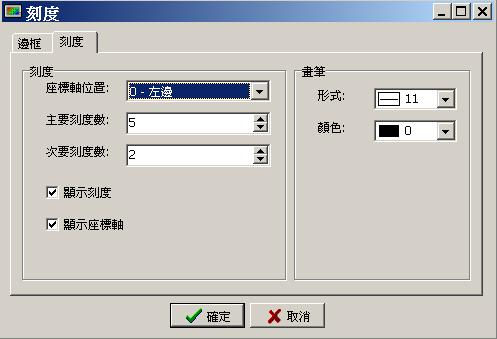 刻度
邊框 刻度
刻度
座標軸位置: 0 - 左邊
主要刻度數: 5
次要刻度數: 2
顯示刻度
顯示座標軸
畫筆
形式: 11
顏色: 0
確定 取消